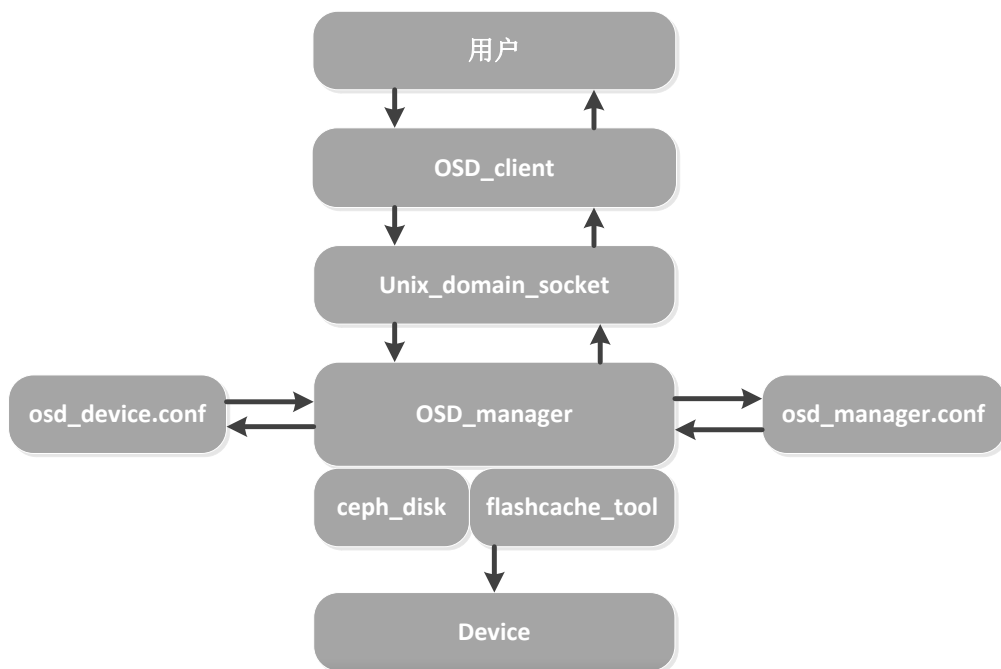 用户
OSD_client
Unix_domain_socket
osd_device.conf
OSD_manager
osd_manager.conf
ceph_disk
flashcache_tool
Device